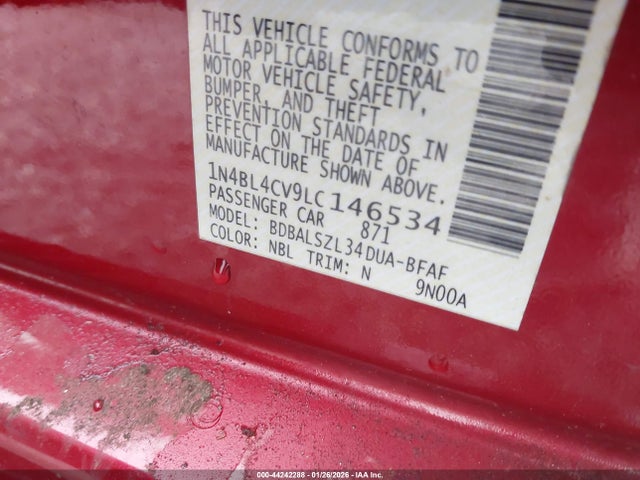 THIS VEHICLE CONFORMS TO
ALL APPLICABLE FEDERAL
MOTOR VEHICLE SAFETY,
BUMPER, AND THEFT
PREVENTION STANDARDS IN
EFFECT ON THE DATE OF
MANUFACTURE SHOWN ABOVE.
1N4BL4CV9LC146534
PASSENGER CAR 871
MODEL: BDBALSZL34DUA-BFAF
COLOR: NBL TRIM: N 9N00A
000-44242288 - 01/26/2026 - IAA Inc.